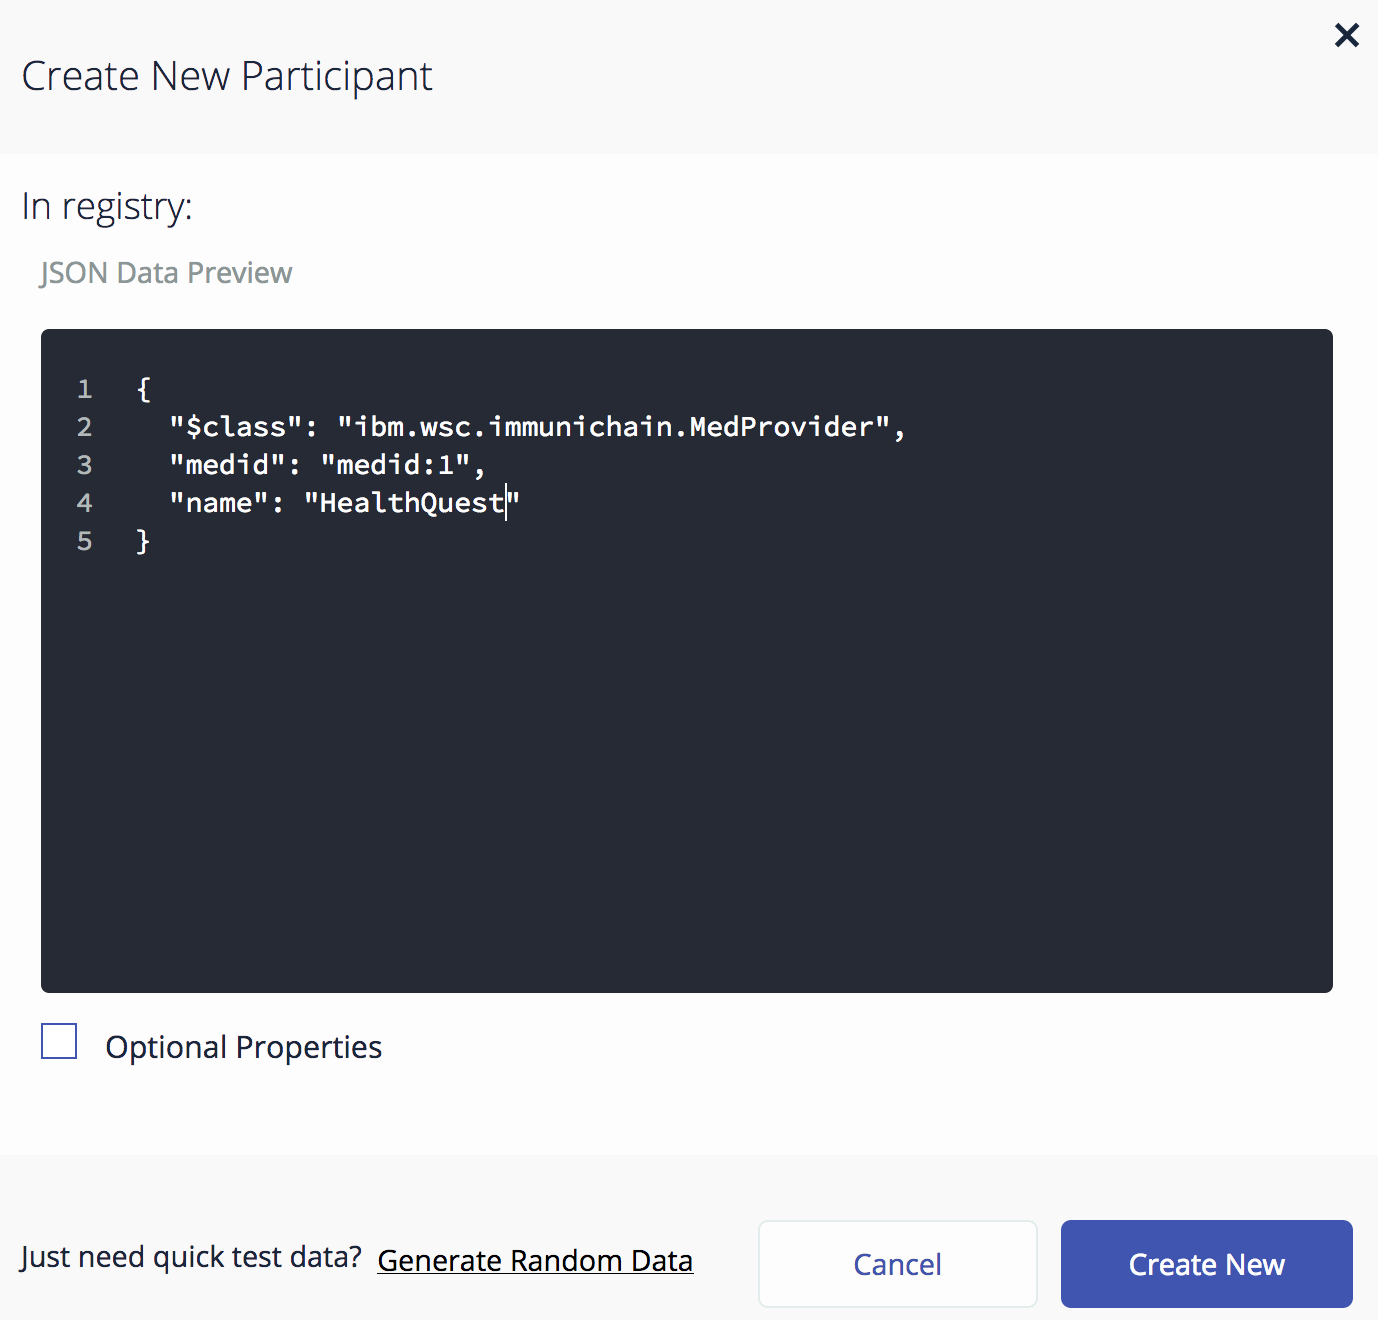 Create New Participant
In registry:
JSON Data Preview
1 {
2 "$class": "ibm.wsc.immunichain.MedProvider",
3 "medid": "medid:1",
4 "name": "HealthQuest"
5 }
Optional Properties
Just need quick test data? Generate Random Data
Cancel
Create New